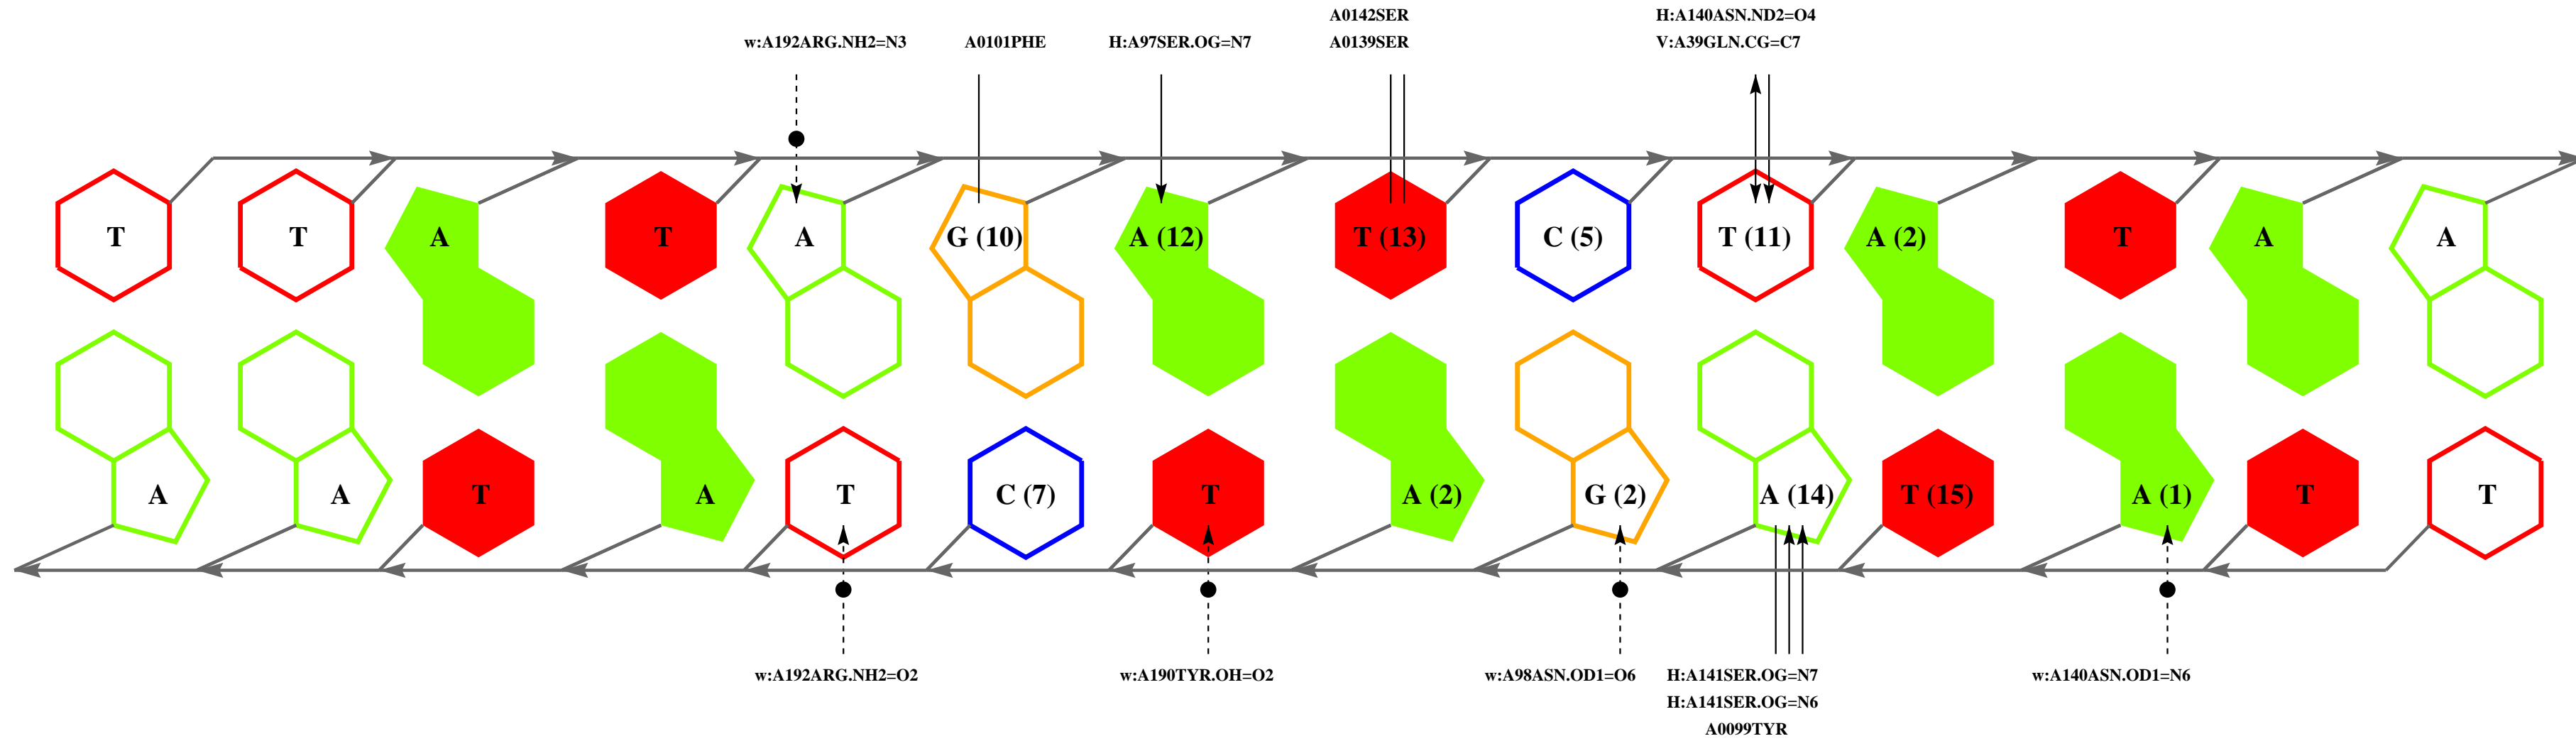 A0142SER H:A140ASN.ND2=O4
w:A192ARG.NH2=N3 A0101PHE H:A97SER.OG=N7 A0139SER V:A39GLN.CG=C7
T T A T A G (10) A (12) T (13) C (5) T (11) A (2) T A A
A A T A T C (7) T A (2) G (2) A (14) T (15) A (1) T T
w:A192ARG.NH2=O2 w:A190TYR.OH=O2 w:A98ASN.OD1=O6 H:A141SER.OG=N7 w:A140ASN.OD1=N6
H:A141SER.OG=N6
A0099TYR